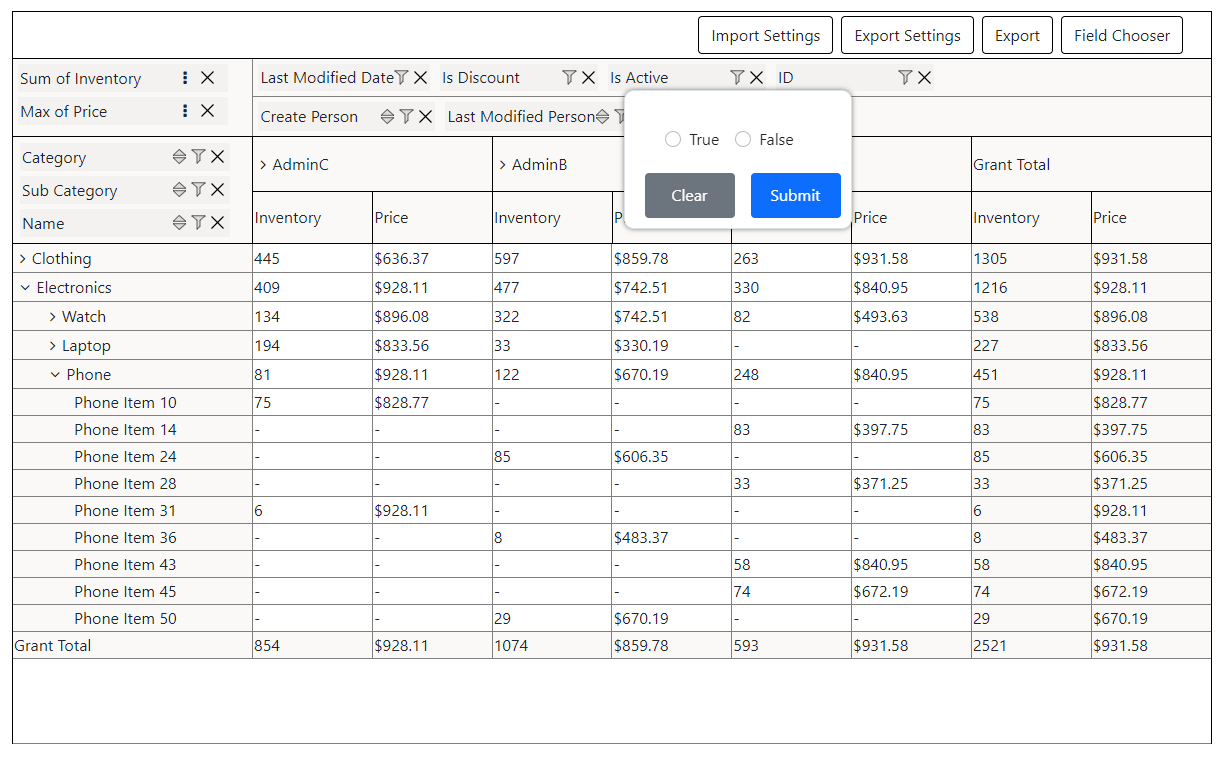 Import Settings Export Settings Export Field Chooser
Sum of Inventory Last Modified Date Is Discount Is Active ID
Max of Price
Create Person Last Modified Person
True False
Clear Submit
Category
Sub Category
Name
AdminC AdminB Grant Total
Inventory Price Inventory Price Inventory Price
Clothing 445 $636.37 597 $859.78 263 $931.58 1305 $931.58
Electronics 409 $928.11 477 $742.51 330 $840.95 1216 $928.11
Watch 134 $896.08 322 $742.51 82 $493.63 538 $896.08
Laptop 194 $833.56 33 $330.19 - - 227 $833.56
Phone 81 $928.11 122 $670.19 248 $840.95 451 $928.11
Phone Item 10 75 $828.77 - - - - 75 $828.77
Phone Item 14 - - - - 83 $397.75 83 $397.75
Phone Item 24 - - 85 $606.35 - - 85 $606.35
Phone Item 28 - - - - 33 $371.25 33 $371.25
Phone Item 31 6 $928.11 - - - - 6 $928.11
Phone Item 36 - - 8 $483.37 - - 8 $483.37
Phone Item 43 - - - - 58 $840.95 58 $840.95
Phone Item 45 - - - - 74 $672.19 74 $672.19
Phone Item 50 - - 29 $670.19 - - 29 $670.19
Grant Total 854 $928.11 1074 $859.78 593 $931.58 2521 $931.58